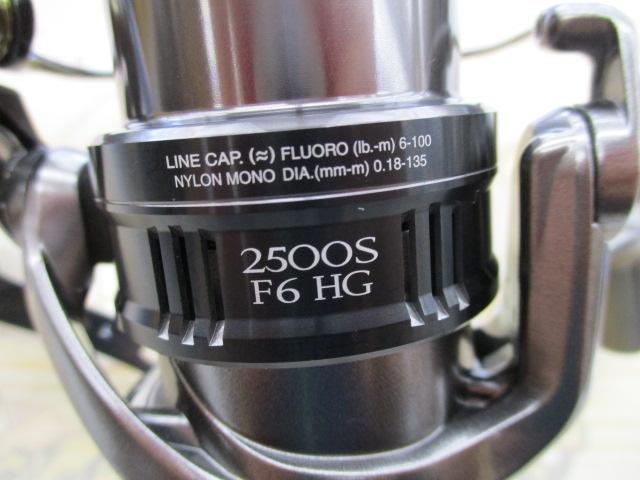 LINE CAP. (≈) FLUORO (lb.-m) 6-100
NYLON MONO DIA.(mm-m) 0.18-135
2500S
F6 HG